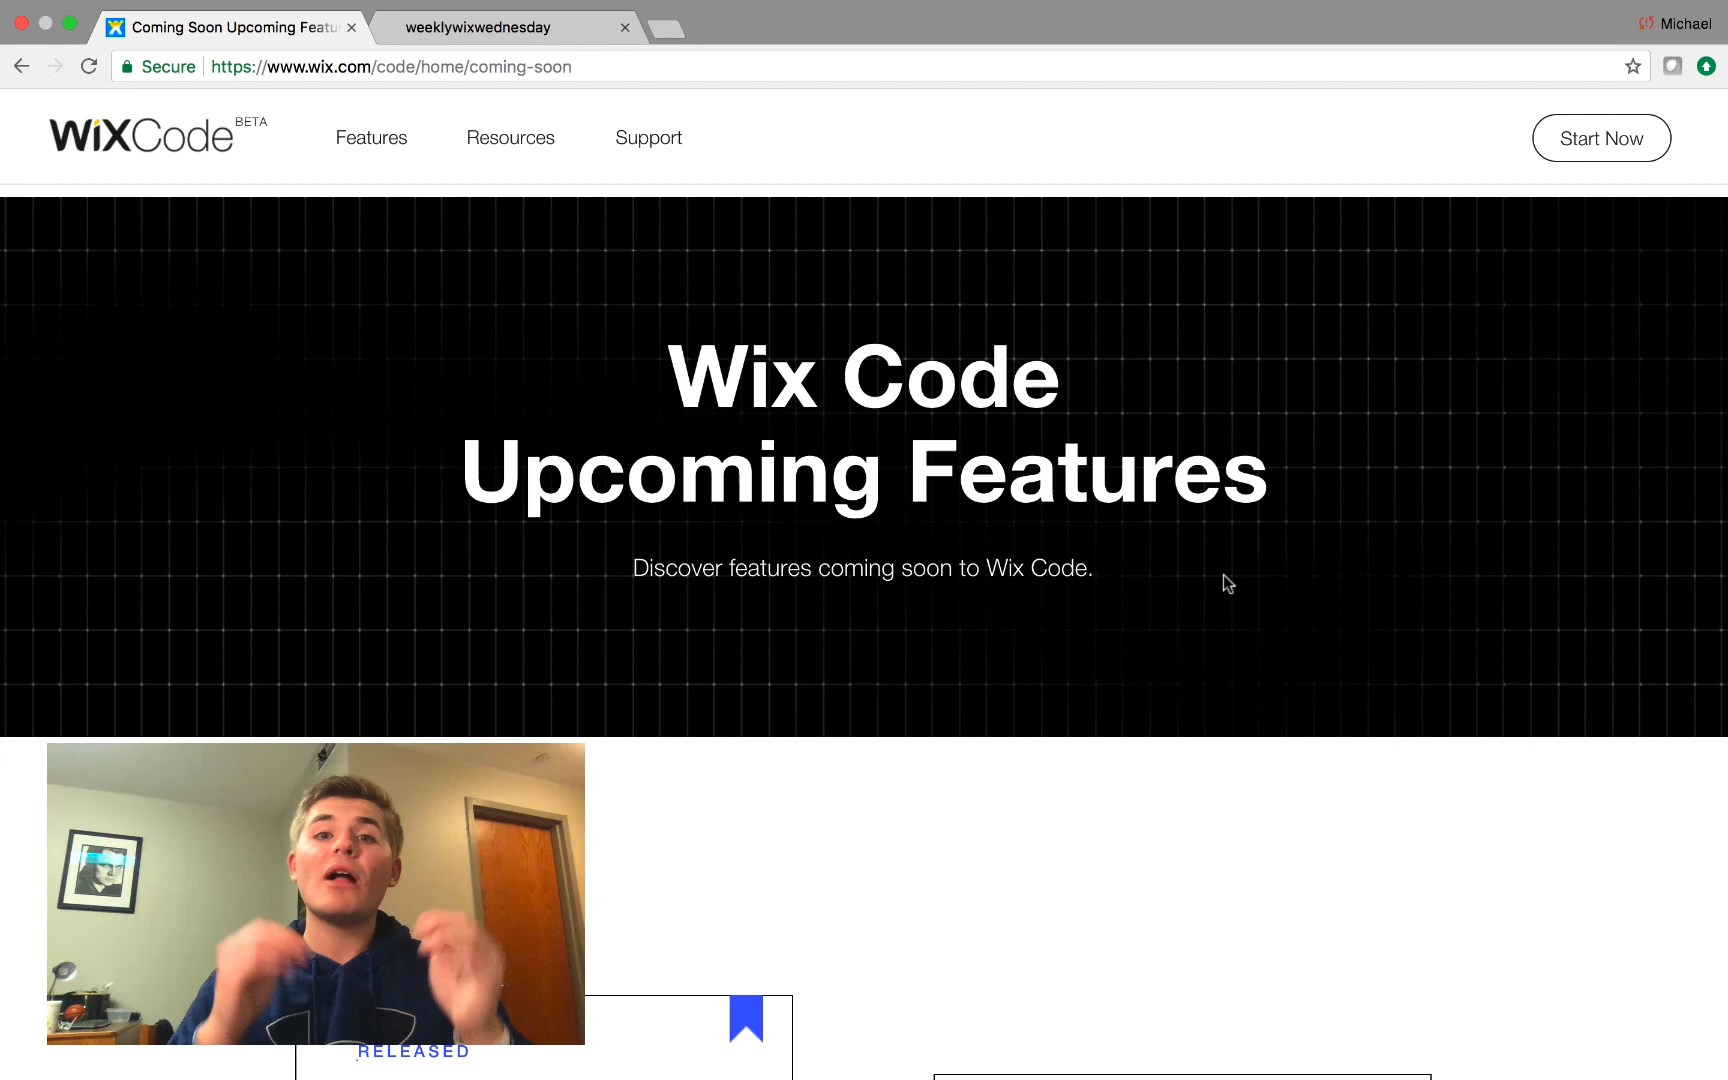 Coming Soon Upcoming Featu
weeklywixwednesday
Michael
Secure
https://www.wix.com/code/home/coming-soon
WiXCode BETA
Features
Resources
Support
Start Now
Wix Code
Upcoming Features
Discover features coming soon to Wix Code.
RELEASED